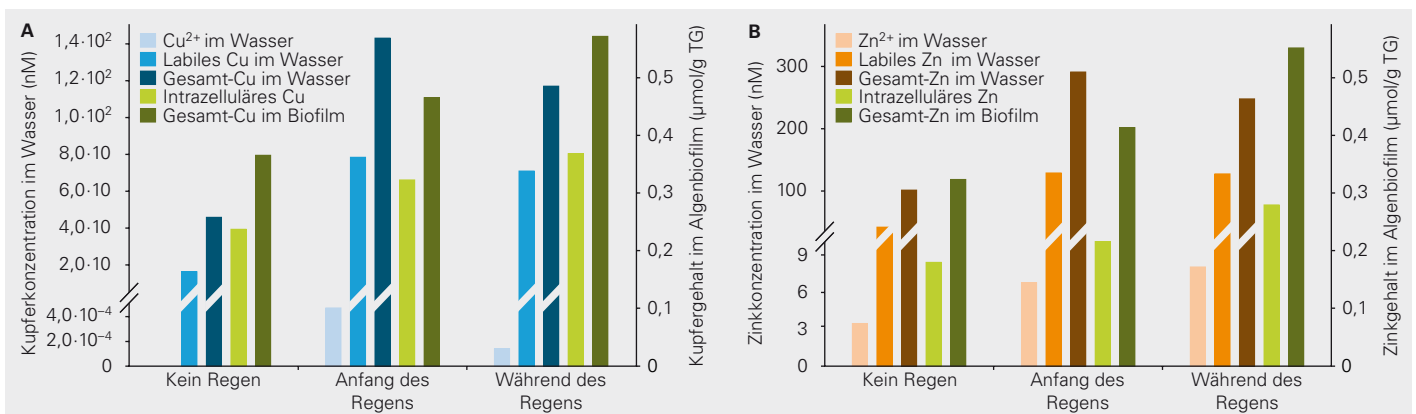 A
Kupferkonzentration im Wasser (nM)
1,4·10²
1,2·10²
1,0·10²
8,0·10
6,0·10
4,0·10
2,0·10
4,0·10⁻⁴
2,0·10⁻⁴
0
Cu²⁺ im Wasser
Labiles Cu im Wasser
Gesamt-Cu im Wasser
Intrazelluläres Cu
Gesamt-Cu im Biofilm
Kein Regen
Anfang des
Regens
Während des
Regens
0,5
0,4
0,3
0,2
0,1
0
Kupfergehalt im Algenbiofilm (µmol/g TG)
B
Zinkkonzentration im Wasser (nM)
300
200
100
9
6
3
0
Zn²⁺ im Wasser
Labiles Zn im Wasser
Gesamt-Zn im Wasser
Intrazelluläres Zn
Gesamt-Zn im Biofilm
Kein Regen
Anfang des
Regens
Während des
Regens
0,5
0,4
0,3
0,2
0,1
0
Zinkgehalt im Algenbiofilm (µmol/g TG)